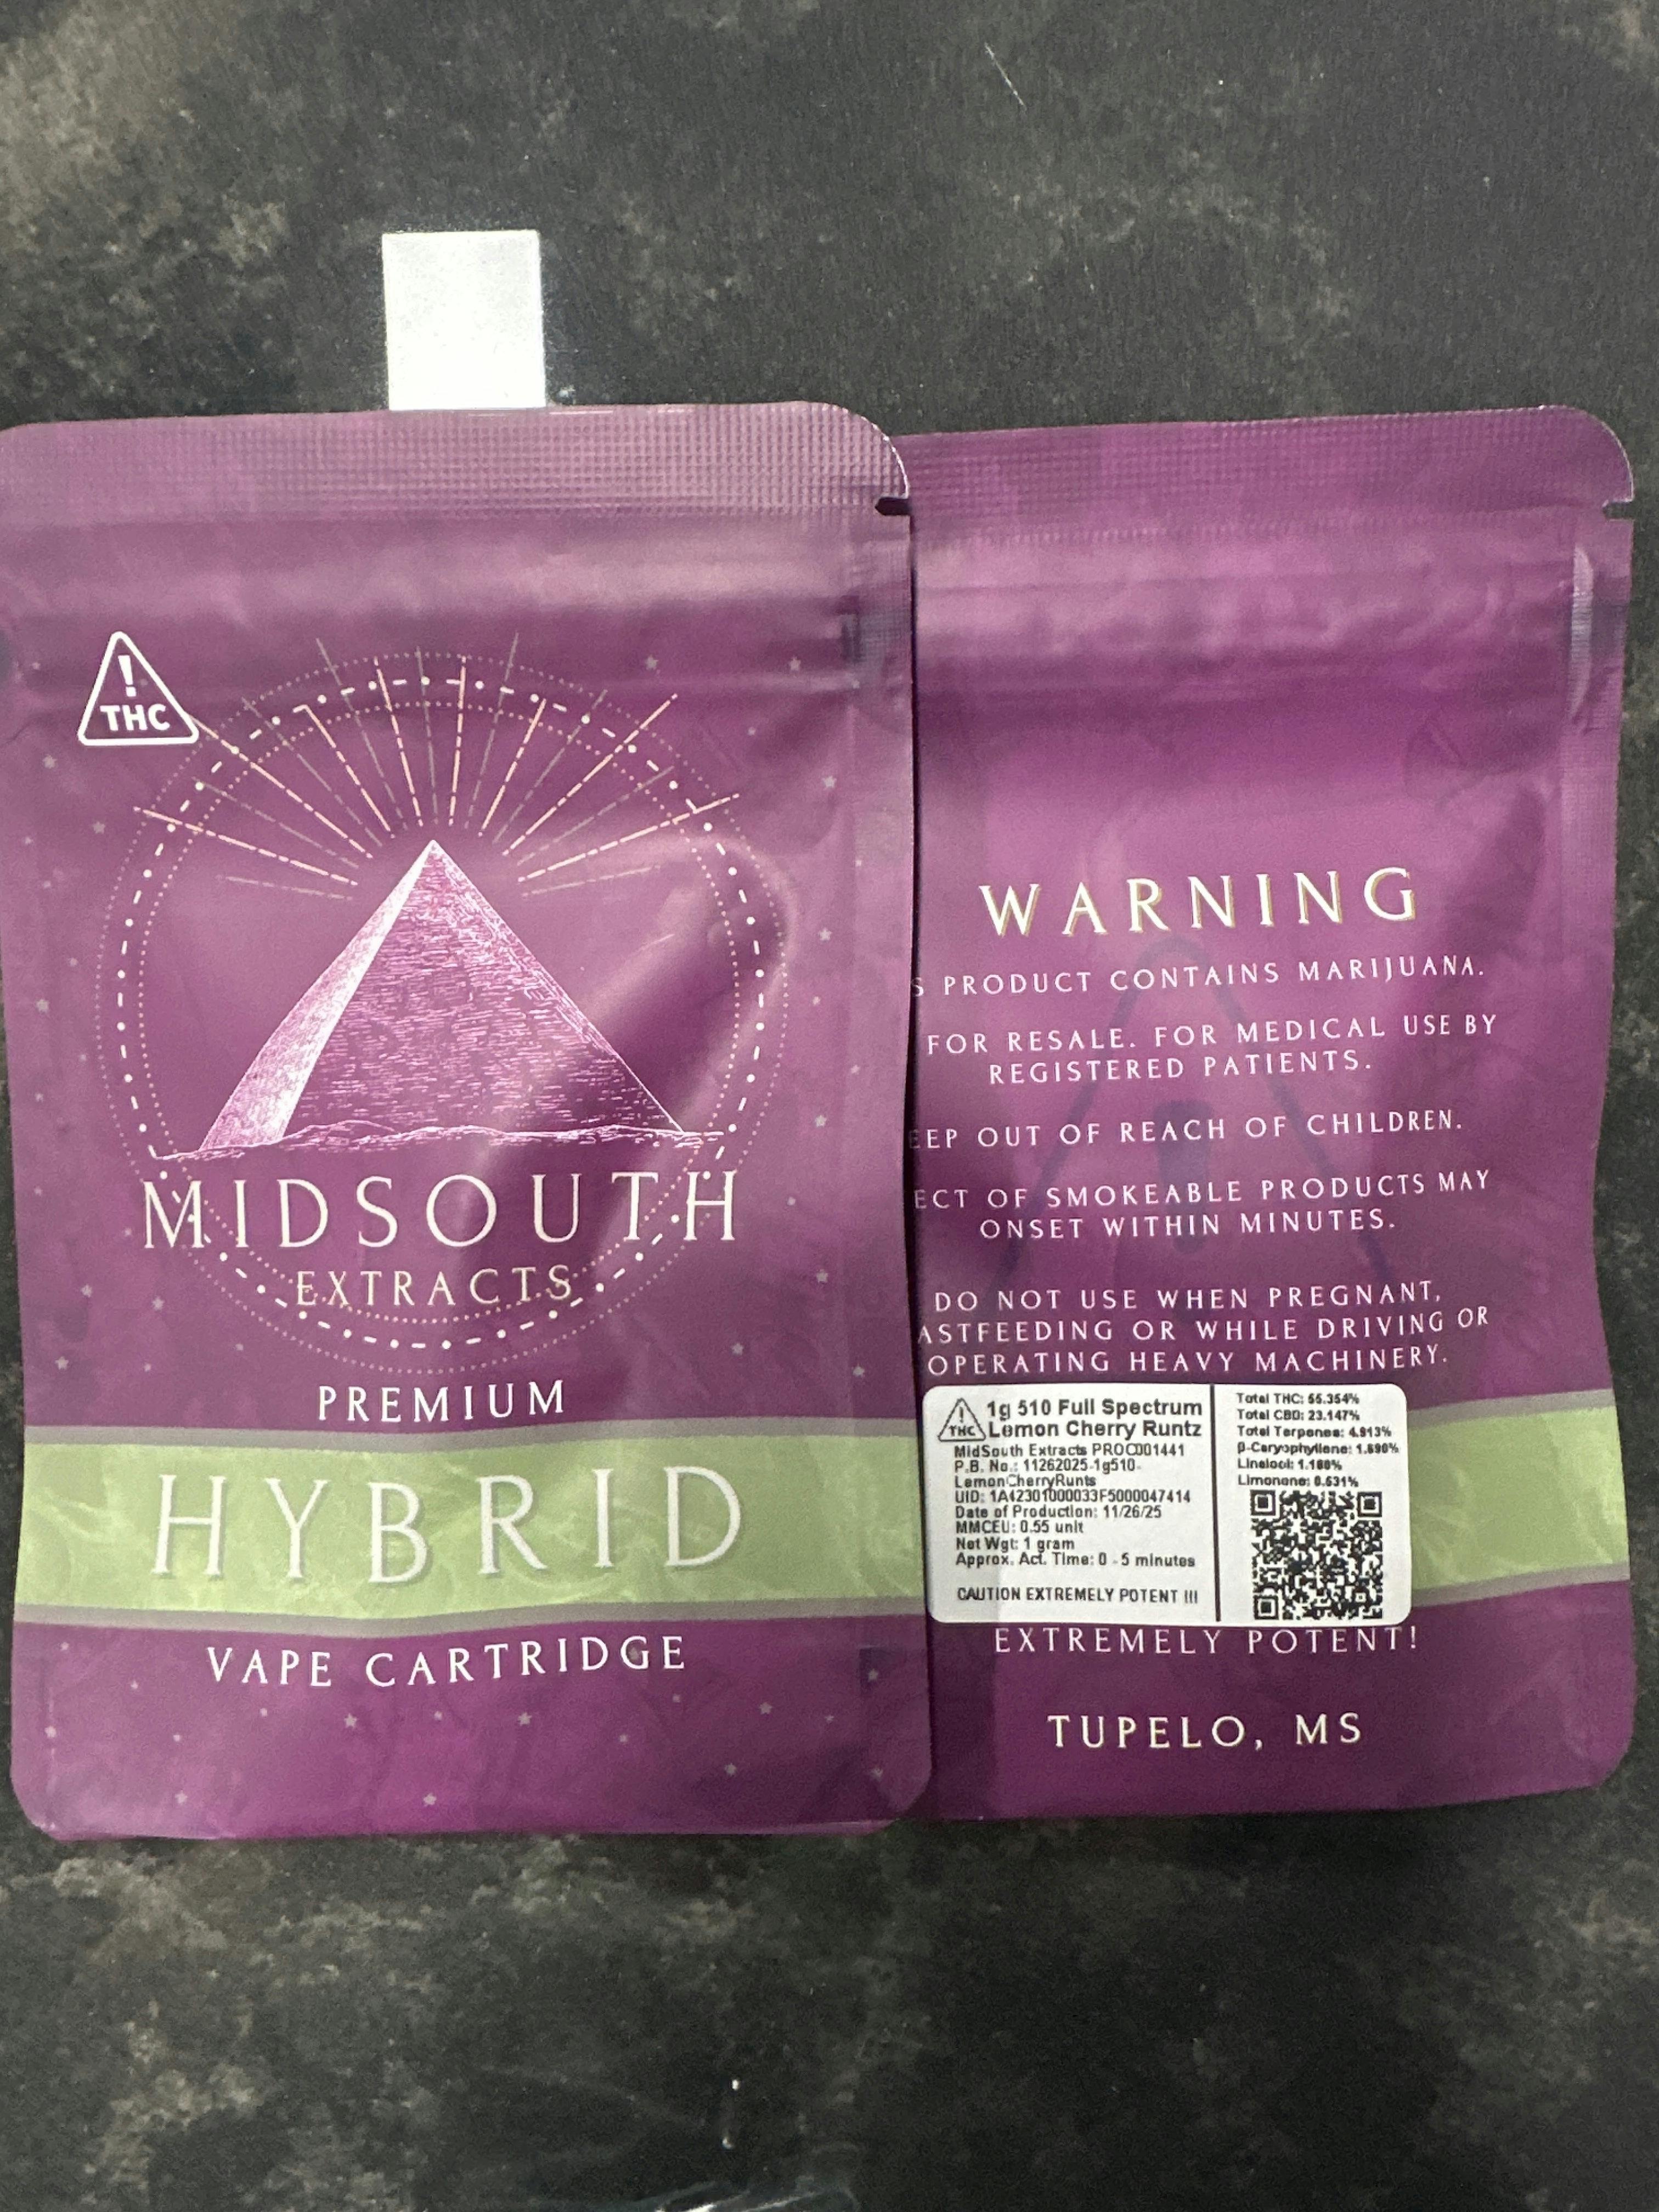 !
THC
MIDSOUTH
EXTRACTS
PREMIUM
HYBRID
VAPE CARTRIDGE
WARNING
S PRODUCT CONTAINS MARIJUANA.
FOR RESALE. FOR MEDICAL USE BY
REGISTERED PATIENTS.
EEP OUT OF REACH OF CHILDREN.
ECT OF SMOKEABLE PRODUCTS MAY
ONSET WITHIN MINUTES.
DO NOT USE WHEN PREGNANT,
ASTFEEDING OR WHILE DRIVING OR
OPERATING HEAVY MACHINERY.
!
THC
1g 510 Full Spectrum
Lemon Cherry Runtz
MidSouth Extracts PROC001441
P.B. No.: 11262025-1g510-
LemonCherryRunts
UID: 1A42301000033F5000047414
Date of Production: 11/26/25
MMCEU: 0.55 unit
Net Wgt: 1 gram
Approx. Act. Time: 0 - 5 minutes
CAUTION EXTREMELY POTENT !!!
Total THC: 55.354%
Total CBD: 23.147%
Total Terpenes: 4.913%
β-Caryophyllene: 1.690%
Linalool: 1.180%
Limonene: 0.631%
EXTREMELY POTENT!
TUPELO, MS